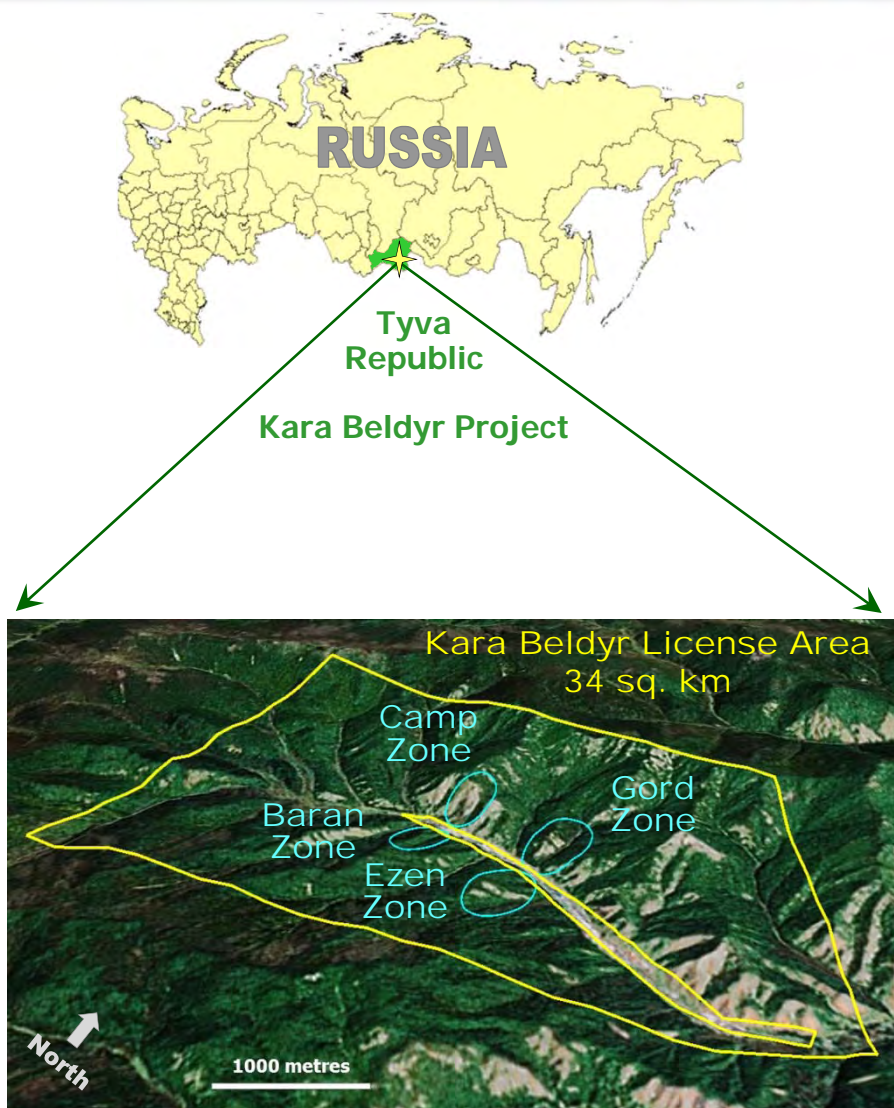 RUSSIA
Tyva
Republic
Kara Beldyr Project
Kara Beldyr License Area
34 sq. km
Camp
Zone
Gord
Zone
Baran
Zone
Ezen
Zone
North
1000 metres